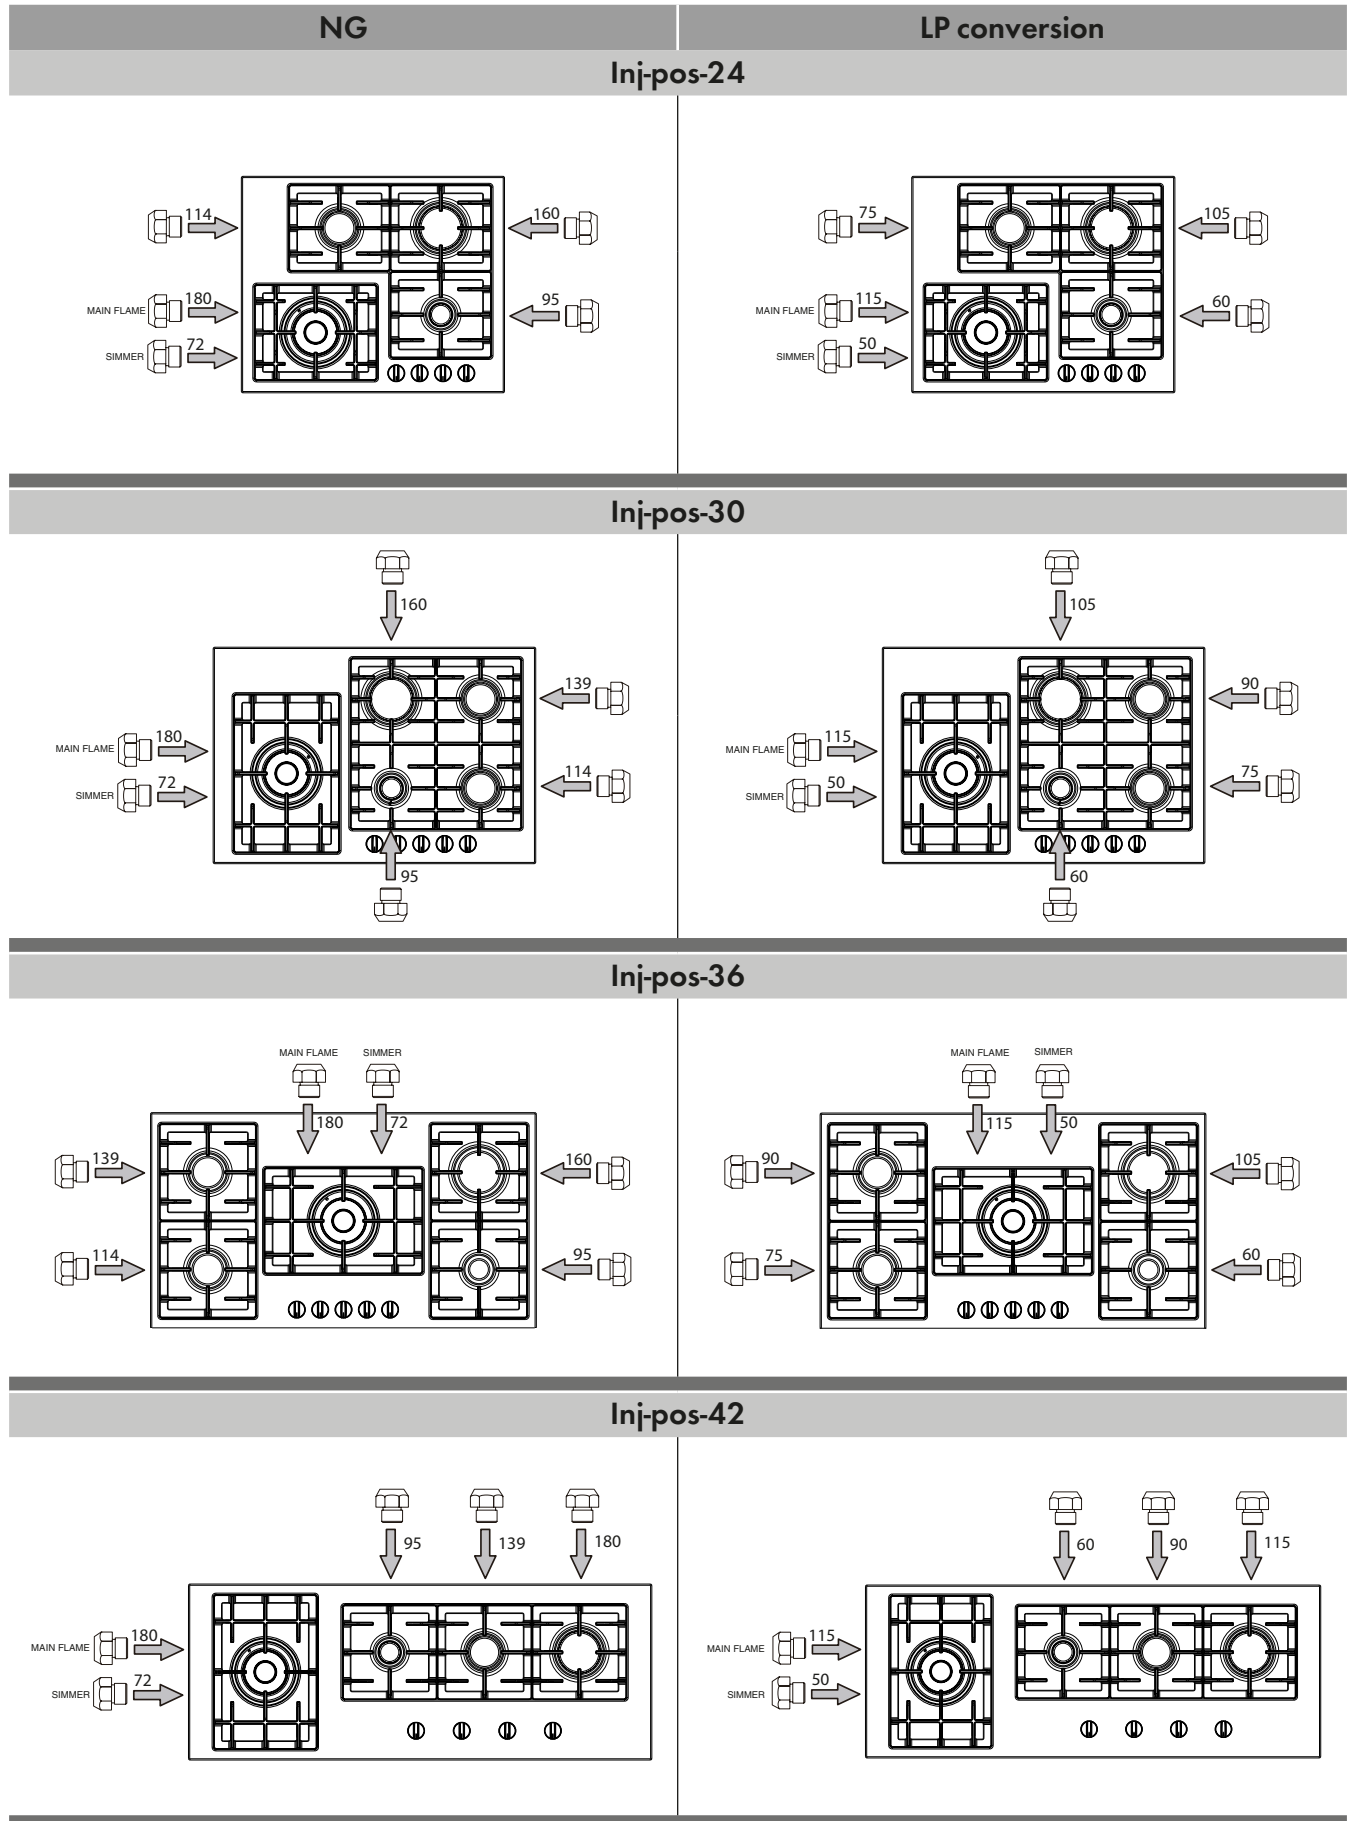 NG
LP conversion
Inj-pos-24
114
160
MAIN FLAME 180
95
SIMMER 72
75
105
MAIN FLAME 115
60
SIMMER 50
Inj-pos-30
160
139
MAIN FLAME 180
SIMMER 72
114
95
105
90
MAIN FLAME 115
SIMMER 50
75
60
Inj-pos-36
MAIN FLAME SIMMER
180 72
139
160
114
95
MAIN FLAME SIMMER
115 50
90
105
75
60
Inj-pos-42
95 139 180
MAIN FLAME 180
SIMMER 72
60 90 115
MAIN FLAME 115
SIMMER 50